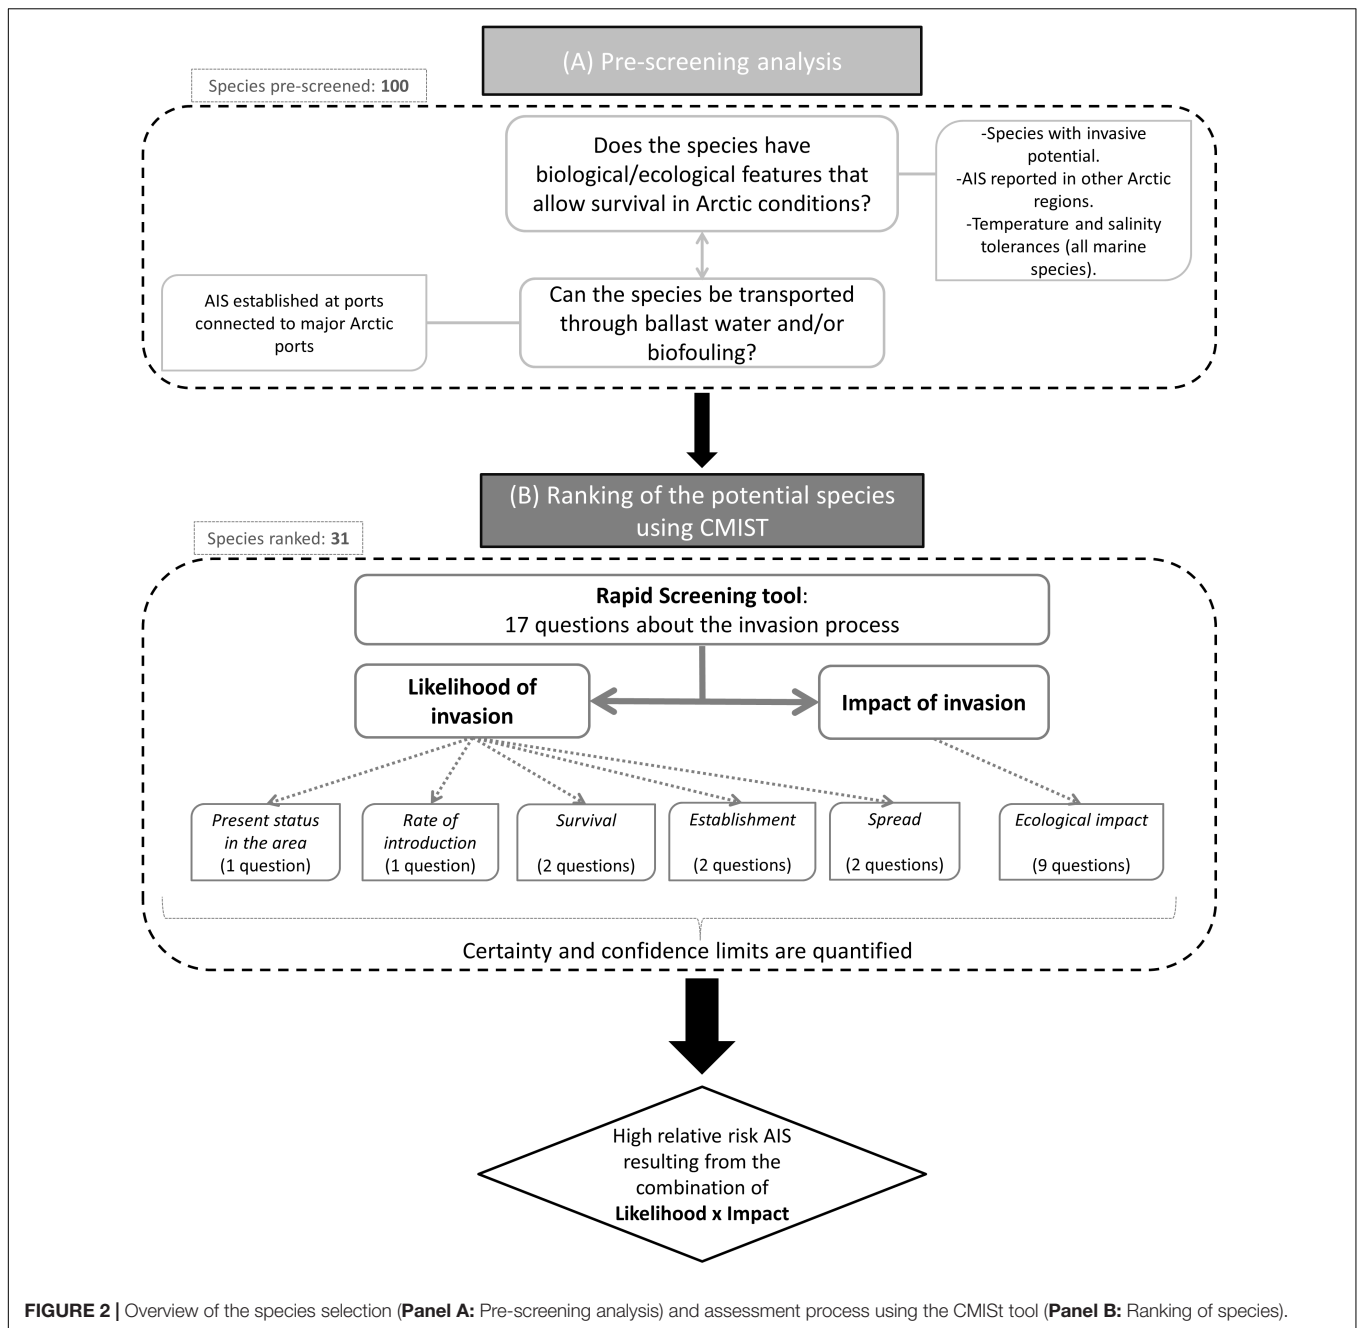 (A) Pre-screening analysis
Species pre-screened: 100
Does the species have
biological/ecological features that
allow survival in Arctic conditions?
-Species with invasive
potential.
-AIS reported in other Arctic
regions.
-Temperature and salinity
tolerances (all marine
species).
Can the species be transported
through ballast water and/or
biofouling?
AIS established at ports
connected to major Arctic
ports
(B) Ranking of the potential species
using CMIST
Species ranked: 31
Rapid Screening tool:
17 questions about the invasion process
Likelihood of
invasion
Impact of invasion
Present status
in the area
(1 question)
Rate of
introduction
(1 question)
Survival
(2 questions)
Establishment
(2 questions)
Spread
(2 questions)
Ecological impact
(9 questions)
Certainty and confidence limits are quantified
High relative risk AIS
resulting from the
combination of
Likelihood x Impact
FIGURE 2 | Overview of the species selection (Panel A: Pre-screening analysis) and assessment process using the CMISt tool (Panel B: Ranking of species).